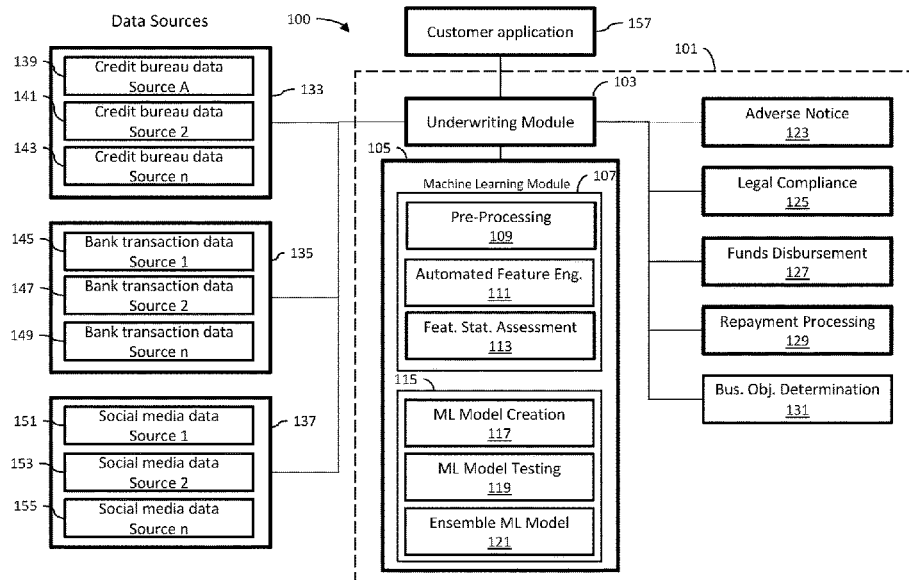 Data Sources
100
Customer application
157
101
139
Credit bureau data
Source A
141
Credit bureau data
Source 2
143
Credit bureau data
Source n
133
103
Underwriting Module
105
Machine Learning Module
107
Pre-Processing
109
Automated Feature Eng.
111
Feat. Stat. Assessment
113
115
ML Model Creation
117
ML Model Testing
119
Ensemble ML Model
121
145
Bank transaction data
Source 1
147
Bank transaction data
Source 2
149
Bank transaction data
Source n
135
151
Social media data
Source 1
153
Social media data
Source 2
155
Social media data
Source n
137
Adverse Notice
123
Legal Compliance
125
Funds Disbursement
127
Repayment Processing
129
Bus. Obj. Determination
131